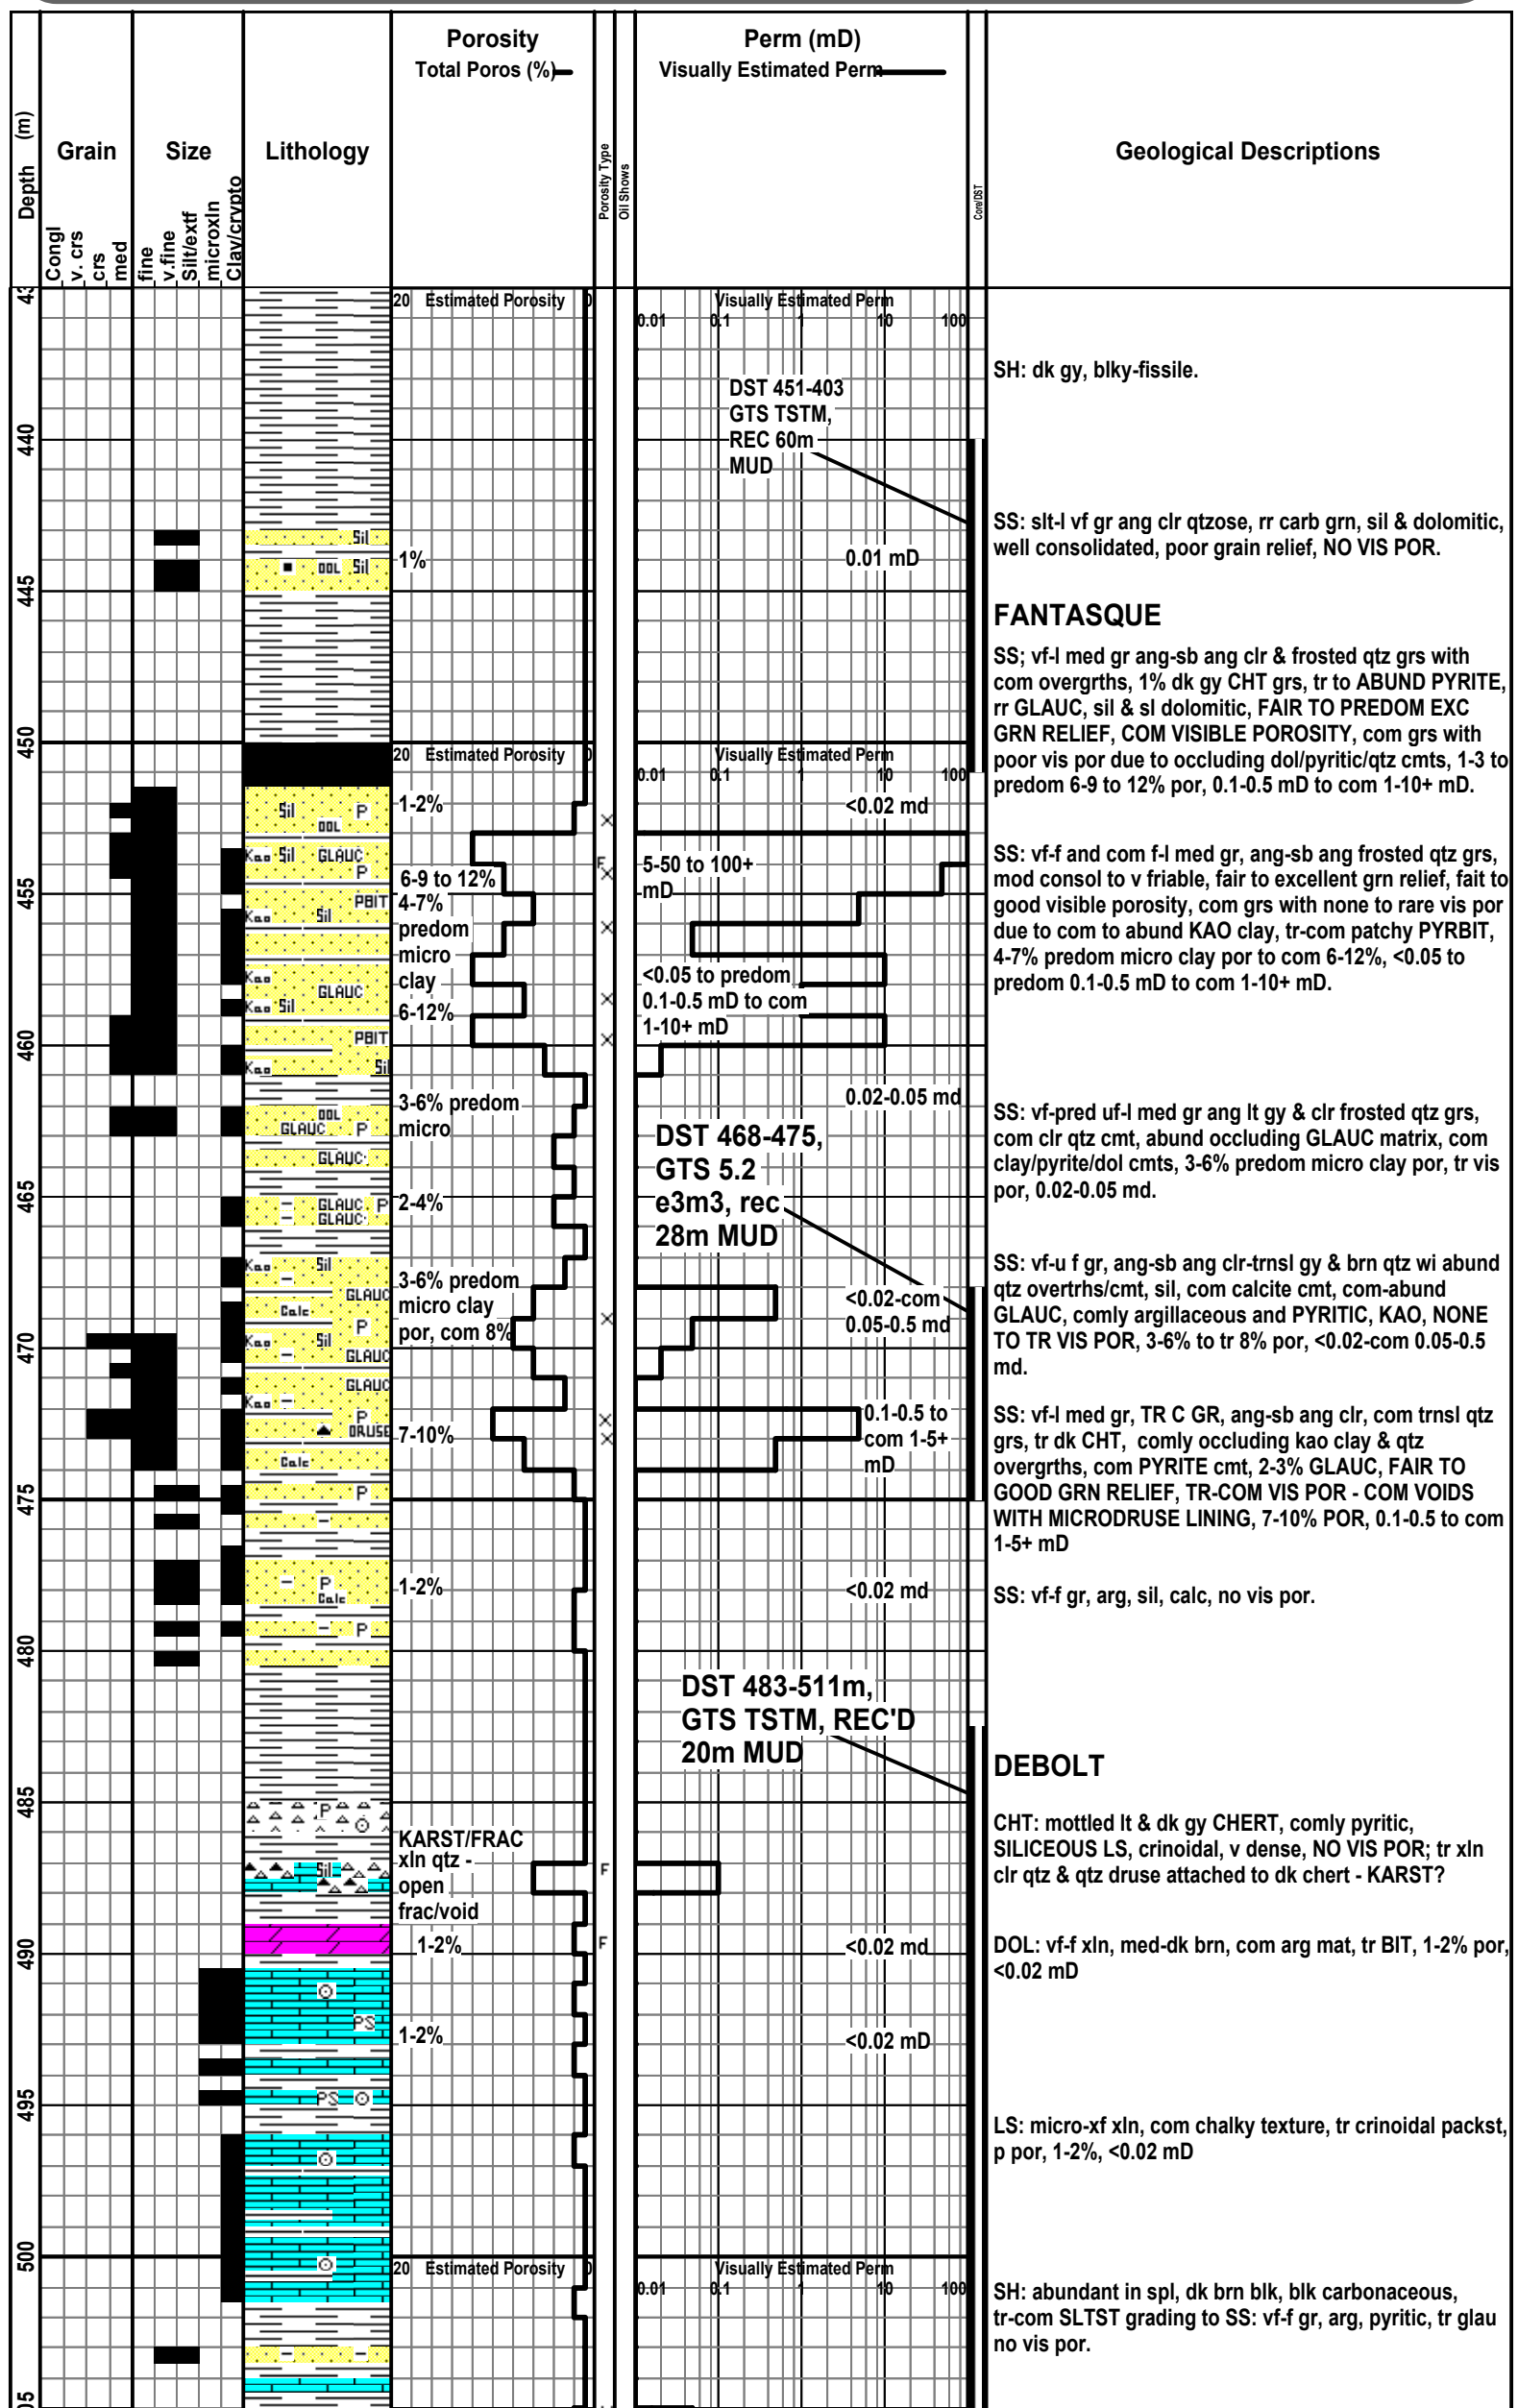 Depth (m)
Grain Size
Congl
v. crs
crs
med
fine
v.fine
Silt/extf
microxln
Clay/crypto
Lithology
Porosity
Total Poros (%)
Porosity Type
Oil Shows
Perm (mD)
Visually Estimated Perm
Core/DST
Geological Descriptions
20 Estimated Porosity 0
Visually Estimated Perm
0.01 0.1 1 10 100
SH: dk gy, blky-fissile.
DST 451-403
GTS TSTM,
REC 60m
MUD
440
SS: slt-l vf gr ang clr qtzose, rr carb grn, sil & dolomitic,
well consolidated, poor grain relief, NO VIS POR.
Sil
DOL Sil
1%
0.01 mD
445
FANTASQUE
SS; vf-l med gr ang-sb ang clr & frosted qtz grs with
com overgrths, 1% dk gy CHT grs, tr to ABUND PYRITE,
rr GLAUC, sil & sl dolomitic, FAIR TO PREDOM EXC
GRN RELIEF, COM VISIBLE POROSITY, com grs with
poor vis por due to occluding dol/pyritic/qtz cmts, 1-3 to
predom 6-9 to 12% por, 0.1-0.5 mD to com 1-10+ mD.
450
20 Estimated Porosity 0
Visually Estimated Perm
0.01 0.1 1 10 100
Sil P
DOL
1-2%
<0.02 md
Kao Sil GLAUC
P
F
6-9 to 12%
5-50 to 100+
mD
455
PBIT
Kao Sil
4-7%
predom
micro
clay
SS: vf-f and com f-l med gr, ang-sb ang frosted qtz grs,
mod consol to v friable, fair to excellent grn relief, fait to
good visible porosity, com grs with none to rare vis por
due to com to abund KAO clay, tr-com patchy PYRBIT,
4-7% predom micro clay por to com 6-12%, <0.05 to
predom 0.1-0.5 mD to com 1-10+ mD.
Kao
GLAUC
Kao Sil
6-12%
<0.05 to predom
0.1-0.5 mD to com
1-10+ mD
460
PBIT
Kao Sil
3-6% predom
micro
0.02-0.05 md
DOL
GLAUC P
GLAUC
SS: vf-pred uf-l med gr ang lt gy & clr frosted qtz grs,
com clr qtz cmt, abund occluding GLAUC matrix, com
clay/pyrite/dol cmts, 3-6% predom micro clay por, tr vis
por, 0.02-0.05 md.
DST 468-475,
GTS 5.2
e3m3, rec
28m MUD
465
GLAUC P
GLAUC
2-4%
Kao Sil
GLAUC
Calc
P
Kao Sil
GLAUC
3-6% predom
micro clay
por, com 8%
<0.02-com
0.05-0.5 md
SS: vf-u f gr, ang-sb ang clr-trnsl gy & brn qtz wi abund
qtz overtrhs/cmt, sil, com calcite cmt, com-abund
GLAUC, comly argillaceous and PYRITIC, KAO, NONE
TO TR VIS POR, 3-6% to tr 8% por, <0.02-com 0.05-0.5
md.
470
GLAUC
Kao
P
DRUSE
Calc
7-10%
0.1-0.5 to
com 1-5+
mD
SS: vf-l med gr, TR C GR, ang-sb ang clr, com trnsl qtz
grs, tr dk CHT, comly occluding kao clay & qtz
overgrths, com PYRITE cmt, 2-3% GLAUC, FAIR TO
GOOD GRN RELIEF, TR-COM VIS POR - COM VOIDS
WITH MICRODRUSE LINING, 7-10% POR, 0.1-0.5 to com
1-5+ mD
475
P
P
Calc
P
1-2%
<0.02 md
SS: vf-f gr, arg, sil, calc, no vis por.
480
DST 483-511m,
GTS TSTM, REC'D
20m MUD
DEBOLT
485
P
Sil
KARST/FRAC
xln qtz -
open
frac/void
F
CHT: mottled lt & dk gy CHERT, comly pyritic,
SILICEOUS LS, crinoidal, v dense, NO VIS POR; tr xln
clr qtz & qtz druse attached to dk chert - KARST?
490
1-2%
F
<0.02 md
DOL: vf-f xln, med-dk brn, com arg mat, tr BIT, 1-2% por,
<0.02 mD
PS
1-2%
<0.02 mD
495
PS
LS: micro-xf xln, com chalky texture, tr crinoidal packst,
p por, 1-2%, <0.02 mD
500
20 Estimated Porosity 0
Visually Estimated Perm
0.01 0.1 1 10 100
SH: abundant in spl, dk brn blk, blk carbonaceous,
tr-com SLTST grading to SS: vf-f gr, arg, pyritic, tr glau
no vis por.